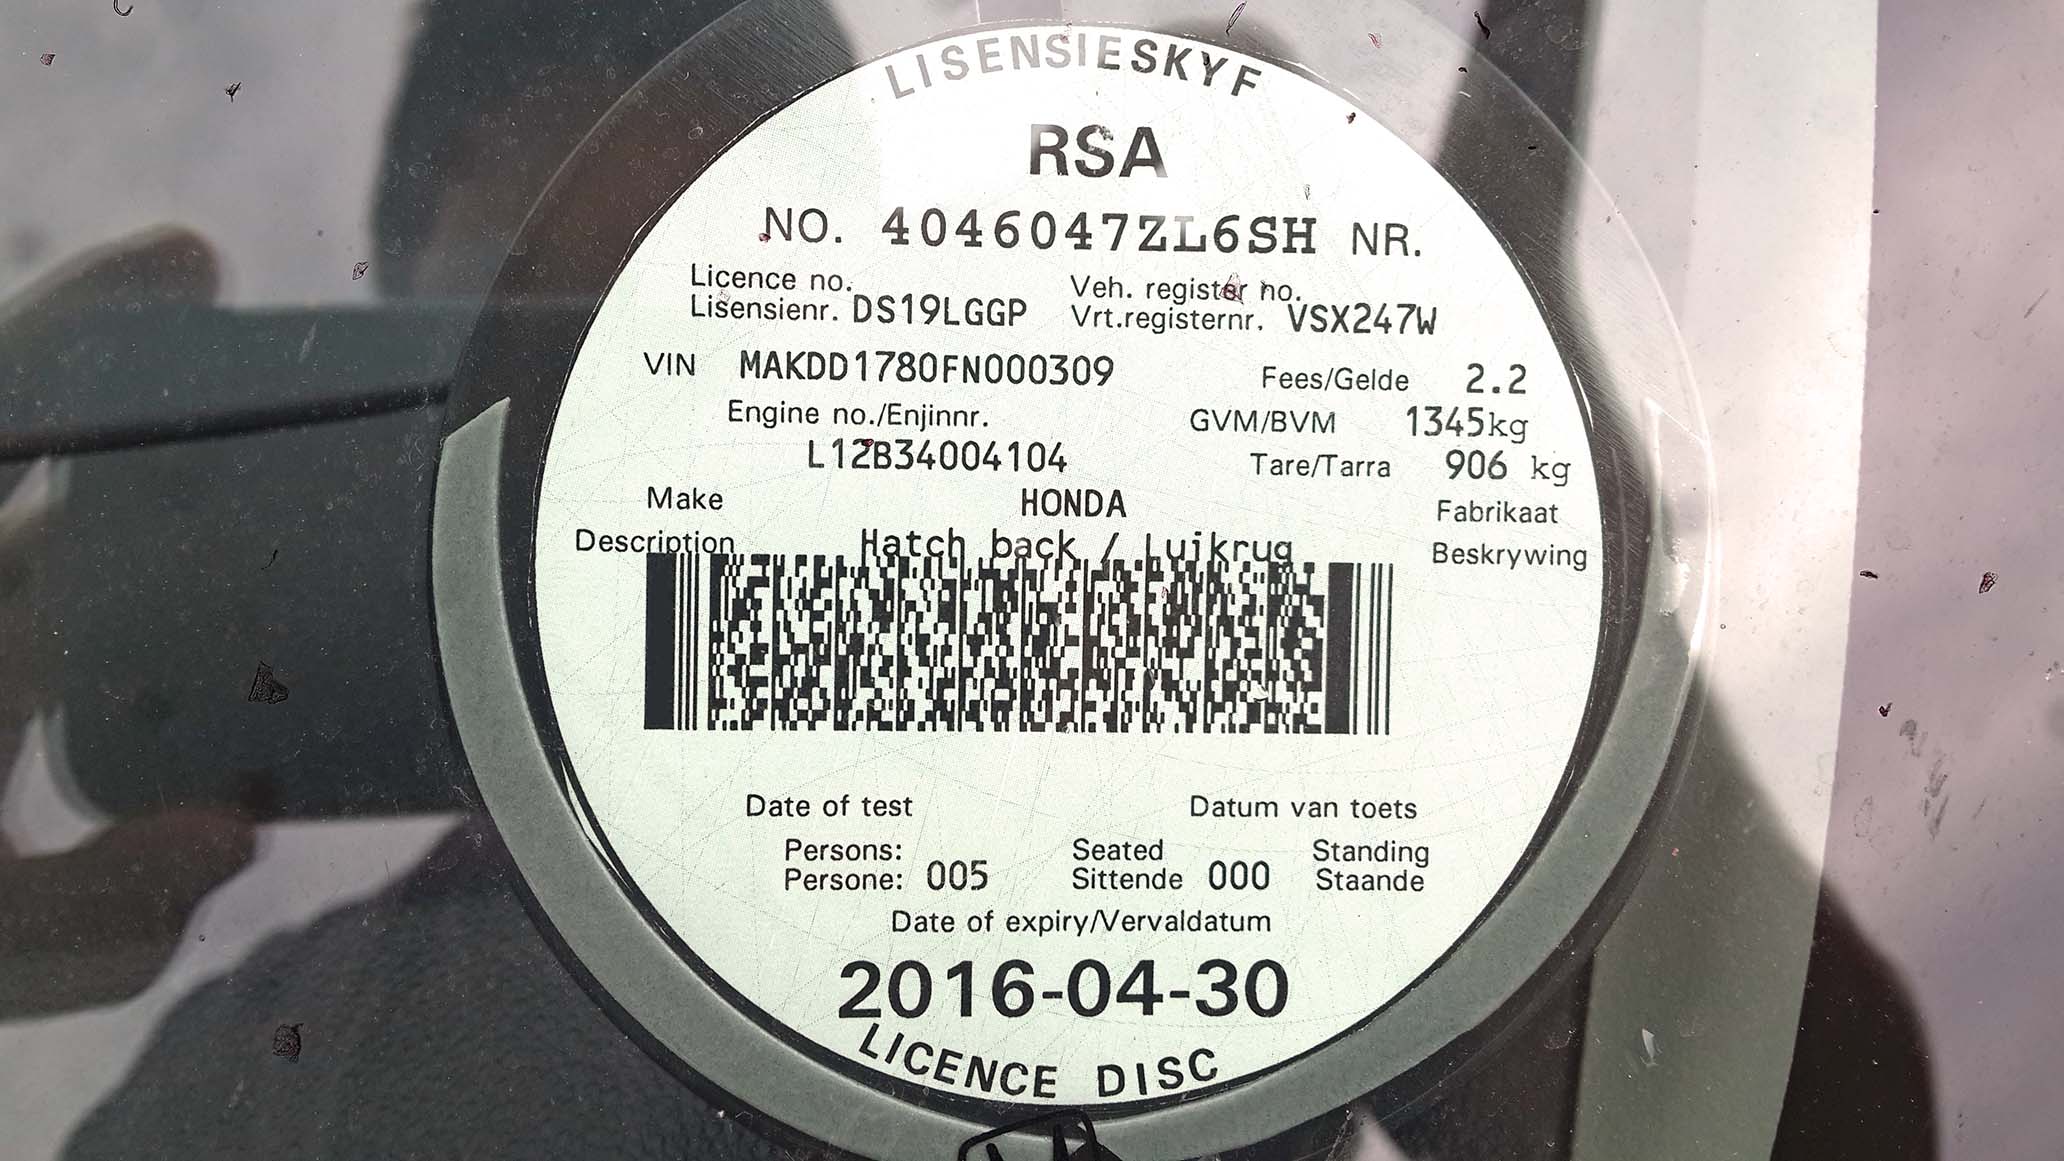 LISENSIESKYF
RSA
NO. 4046047ZL6SH NR.
Licence no. Veh. register no.
Lisensienr. DS19LGGP Vrt.registernr. VSX247W
VIN MAKDD1780FN000309 Fees/Gelde 2.2
Engine no./Enjinnr. GVM/BVM 1345kg
L12B34004104 Tare/Tarra 906 kg
Make HONDA Fabrikaat
Description Hatch back / Luikrug Beskrywing
Date of test Datum van toets
Persons: Seated Standing
Persone: 005 Sittende 000 Staande
Date of expiry/Vervaldatum
2016-04-30
LICENCE DISC